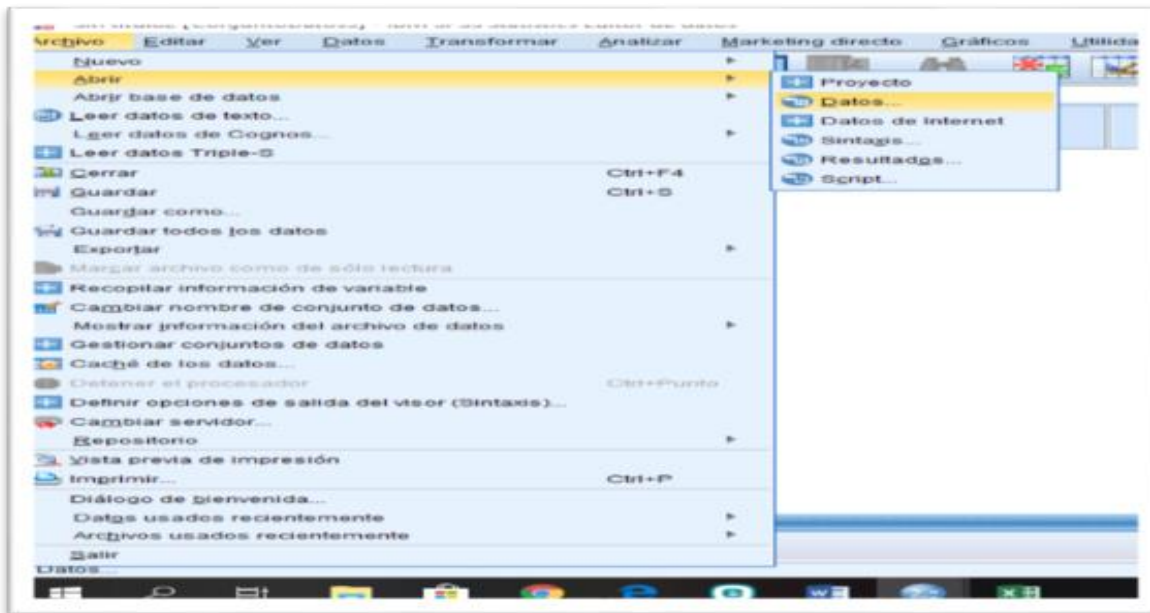 Archivo Editar Ver Datos Transformar Analizar Marketing directo Gráficos Utilida
Nuevo
Abrir
Abrir base de datos
Leer datos de texto...
Leer datos de Cognos...
Leer datos Triple-S
Cerrar Ctrl+F4
Guardar Ctrl+S
Guardar como...
Guardar todos los datos
Exportar
Marcar archivo como de sólo lectura
Recopilar información de variable
Cambiar nombre de conjunto de datos...
Mostrar información del archivo de datos
Gestionar conjuntos de datos
Caché de los datos...
Detener el procesador Ctrl+Punto
Definir opciones de salida del visor (Sintaxis)...
Cambiar servidor...
Repositorio
Vista previa de impresión
Imprimir... Ctrl+P
Diálogo de bienvenida...
Datos usados recientemente
Archivos usados recientemente
Salir
Datos...
Proyecto
Datos...
Datos de Internet
Sintaxis...
Resultados...
Script...